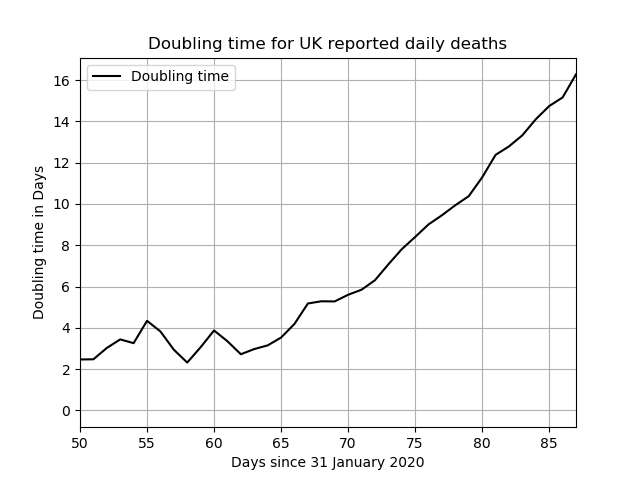 Doubling time for UK reported daily deaths
Doubling time
16
14
12
10
8
6
4
2
0
Doubling time in Days
50 55 60 65 70 75 80 85
Days since 31 January 2020